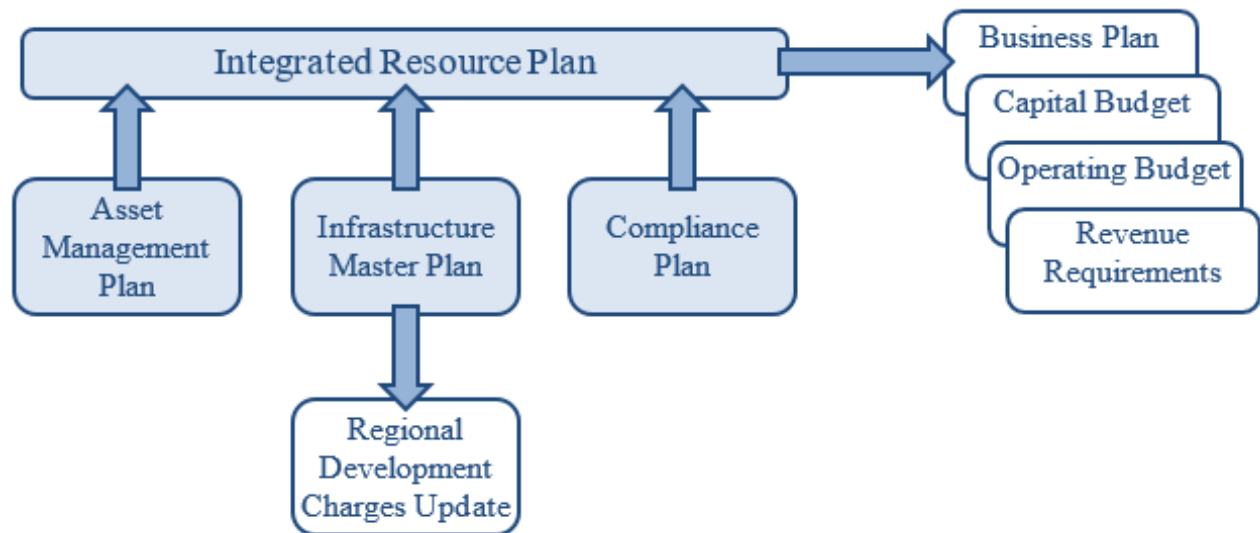 Integrated Resource Plan
Business Plan
Capital Budget
Operating Budget
Revenue
Requirements
Asset
Management
Plan
Infrastructure
Master Plan
Compliance
Plan
Regional
Development
Charges Update